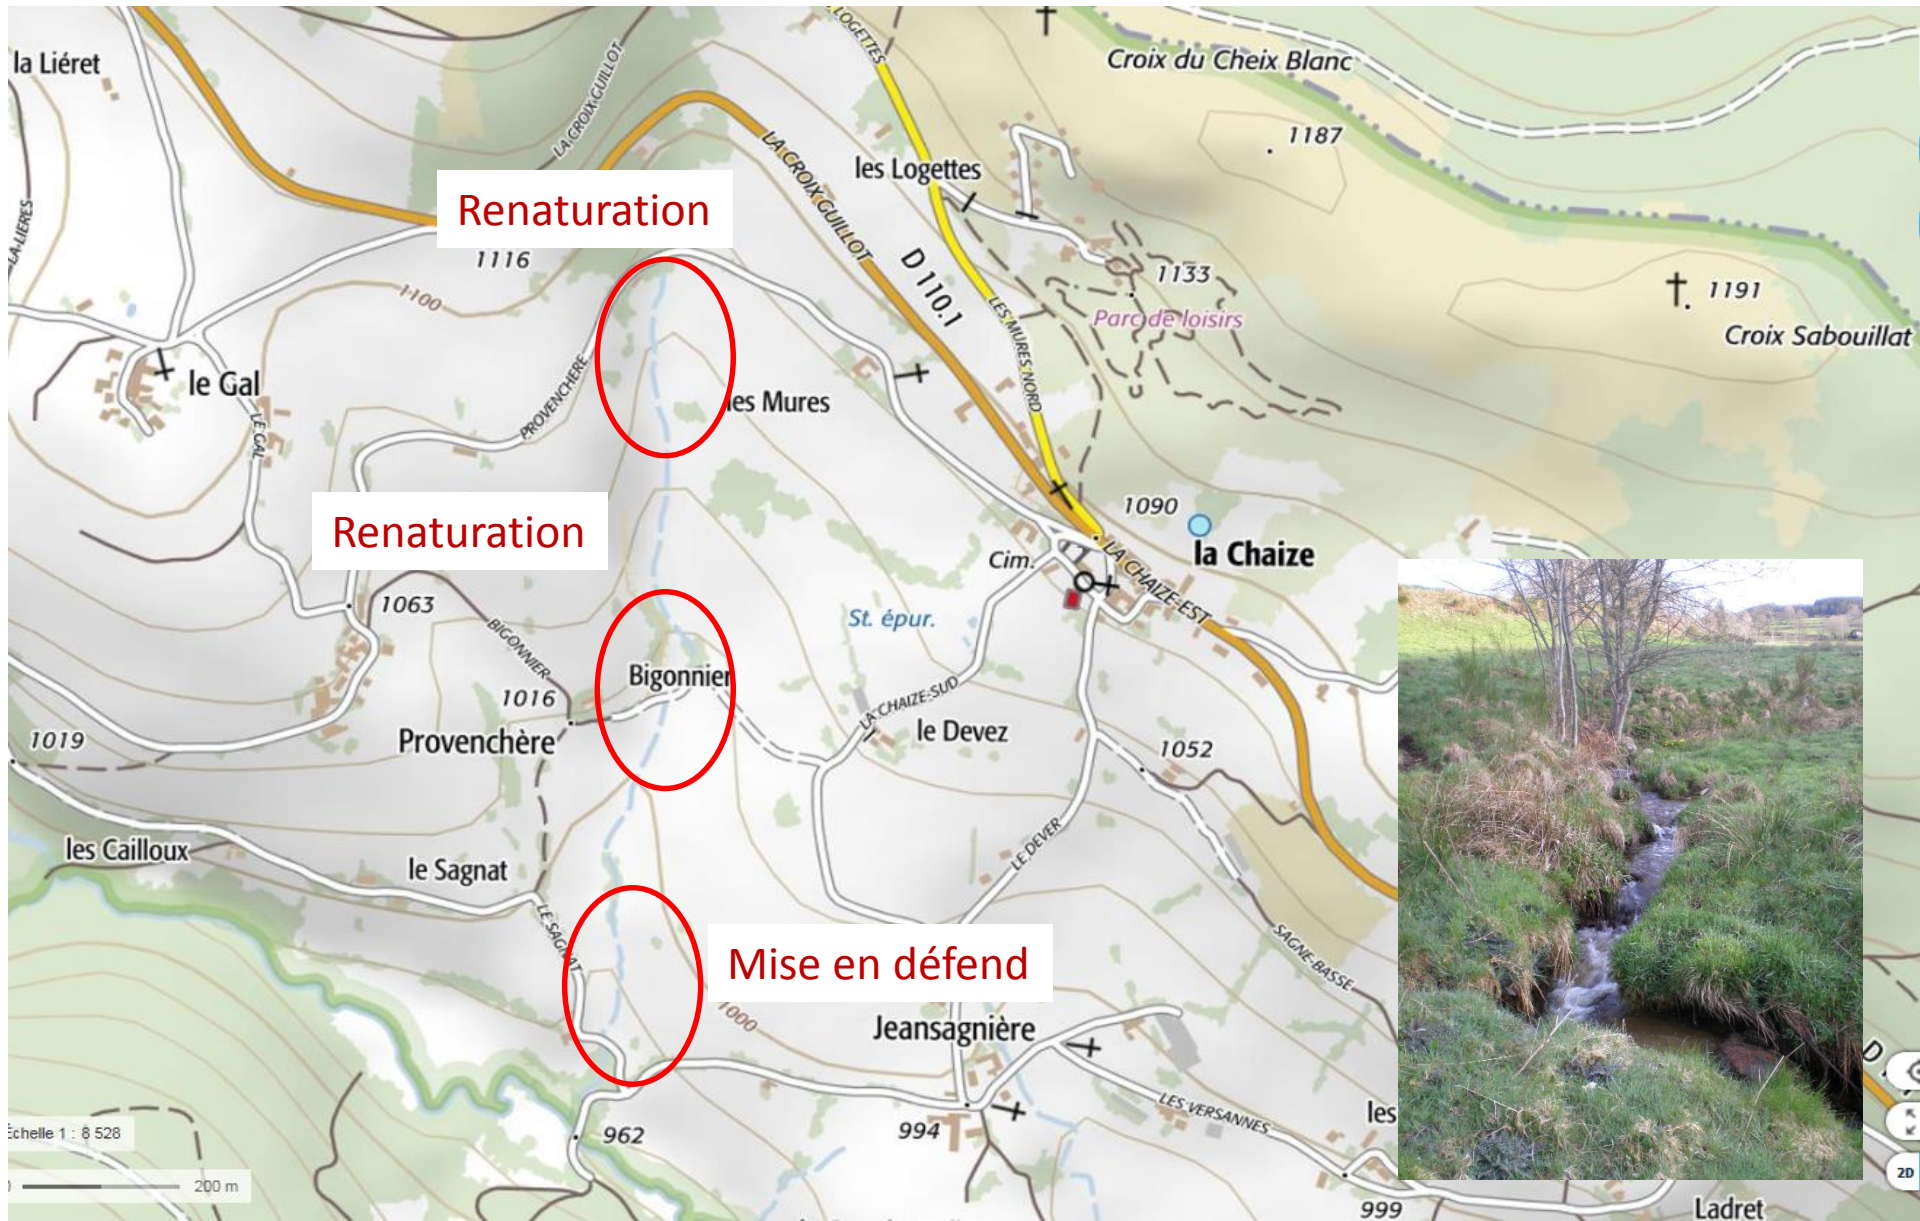 LOGETTES
la Liéret
Croix du Cheix Blanc
LA CROIX GUILLOT
1187
les Logettes
LA CROIX GUILLOT
Renaturation
LA LIERES
1116
D 110.1
1133
1191
1100
LES MURES NORD
Parc de loisirs
Croix Sabouillat
le Gal
PROVENCHERE
les Mures
LE GAL
Renaturation
1090
la Chaize
Cim.
LA CHAIZE-EST
1063
BIGONNIER
St. épur.
Bigonnier
1016
LA CHAIZE-SUD
Provenchère
1019
le Devez
1052
les Cailloux
le Sagnat
LE DEVER
LE SAGNAT
Mise en défend
SAGNE-BASSE
1000
Jeansagnière
D
LES VERSANNES
les
Échelle 1 : 8 528
962
994
200 m
2D
999
Ladret